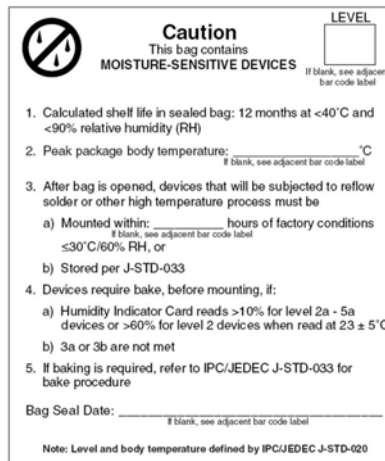 LEVEL
Caution
This bag contains
MOISTURE-SENSITIVE DEVICES
If blank, see adjacent
bar code label
1. Calculated shelf life in sealed bag: 12 months at <40°C and
<90% relative humidity (RH)
2. Peak package body temperature: ____________________°C
If blank, see adjacent bar code label
3. After bag is opened, devices that will be subjected to reflow
solder or other high temperature process must be
a) Mounted within: ___________ hours of factory conditions
If blank, see adjacent bar code label
≤30°C/60% RH, or
b) Stored per J-STD-033
4. Devices require bake, before mounting, if:
a) Humidity Indicator Card reads >10% for level 2a - 5a
devices or >60% for level 2 devices when read at 23 ± 5°C
b) 3a or 3b are not met
5. If baking is required, refer to IPC/JEDEC J-STD-033 for
bake procedure
Bag Seal Date: ___________________________________
If blank, see adjacent bar code label
Note: Level and body temperature defined by IPC/JEDEC J-STD-020